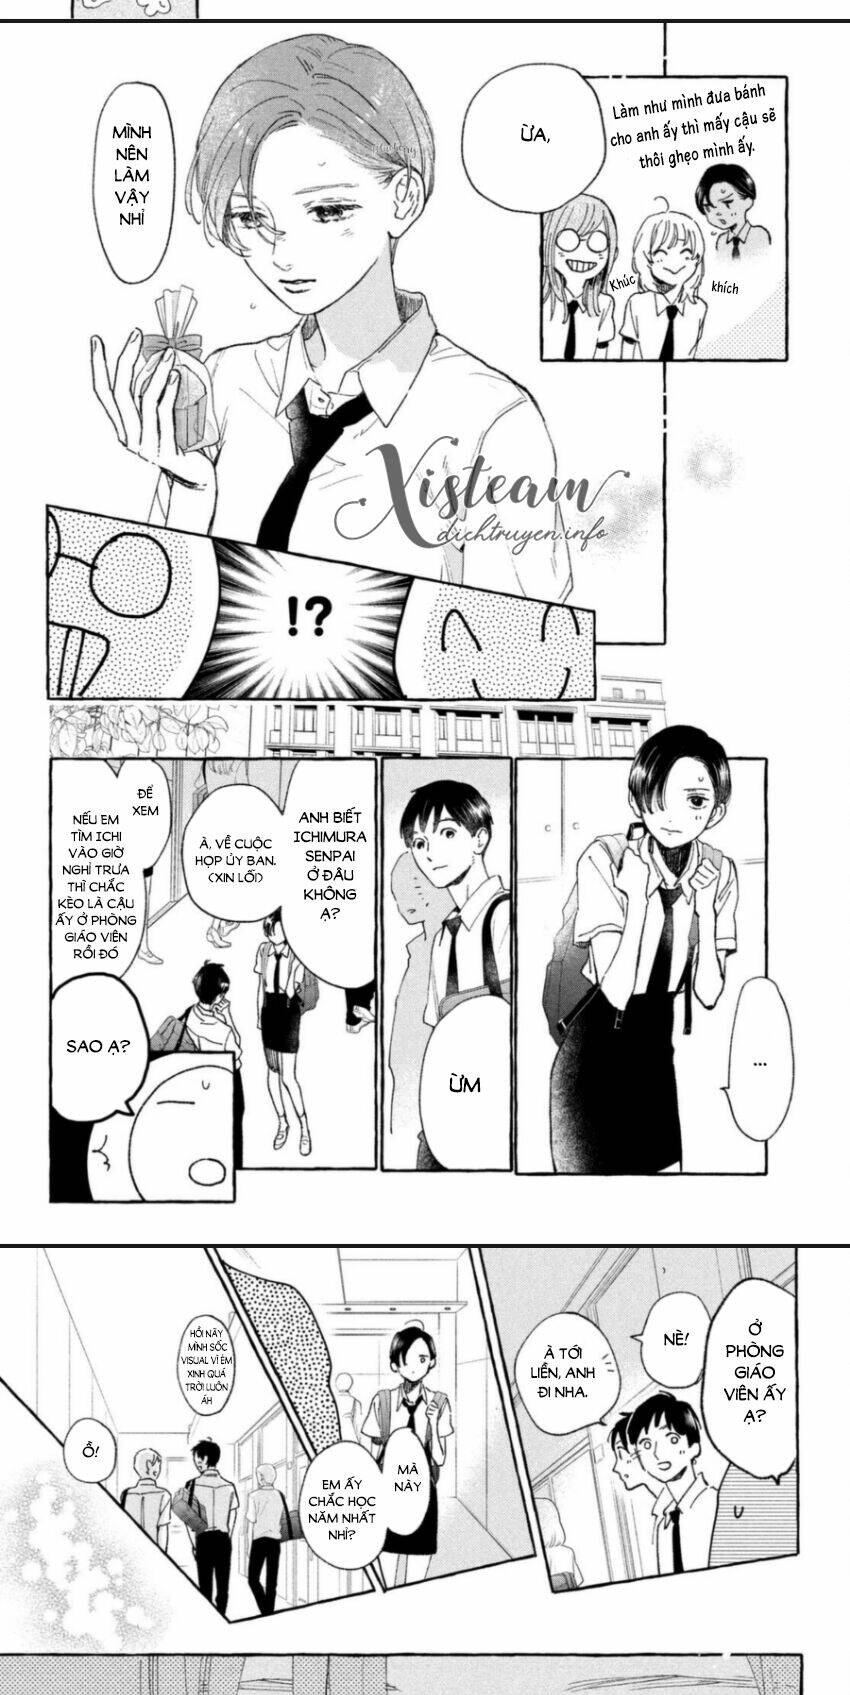 Làm như mình đưa bánh
cho anh ấy thì mấy cậu sẽ
thôi ghẹo mình ấy.
ỪA,
Khúc
khích
MÌNH
NÊN
LÀM
VẬY
NHỈ
Blueberry
Xisteam
dichtruyen.info
!?
...
ỪM
ANH BIẾT
ICHIMURA
SENPAI
Ở ĐÂU
KHÔNG
Ạ?
À, VỀ CUỘC
HỌP ỦY BAN.
(XIN LỖI)
ĐỂ
XEM
NẾU EM
TÌM ICHI
VÀO GIỜ
NGHỈ TRƯA
THÌ CHẮC
KÈO LÀ CẬU
ẤY Ở PHÒNG
GIÁO VIÊN
RỒI ĐÓ
SAO Ạ?
Ở
PHÒNG
GIÁO
VIÊN ẤY
Ạ?
NÈ!
À TỚI
LIỀN, ANH
ĐI NHA.
MÀ
NÀY
EM ẤY
CHẮC HỌC
NĂM NHẤT
NHỈ?
HỒI NÃY
MÌNH SỐC
VISUAL VÌ EM
XINH QUÁ
TRỜI LUÔN
ÁH
Ồ!